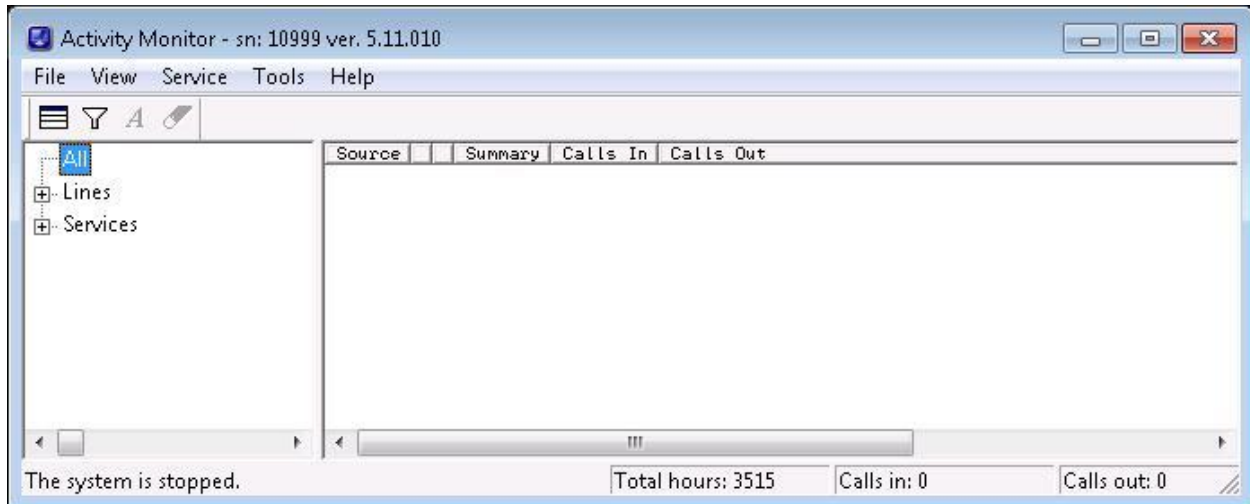 Activity Monitor - sn: 10999 ver. 5.11.010
File View Service Tools Help
A
All
Lines
Services
Source Summary Calls In Calls Out
The system is stopped. Total hours: 3515 Calls in: 0 Calls out: 0